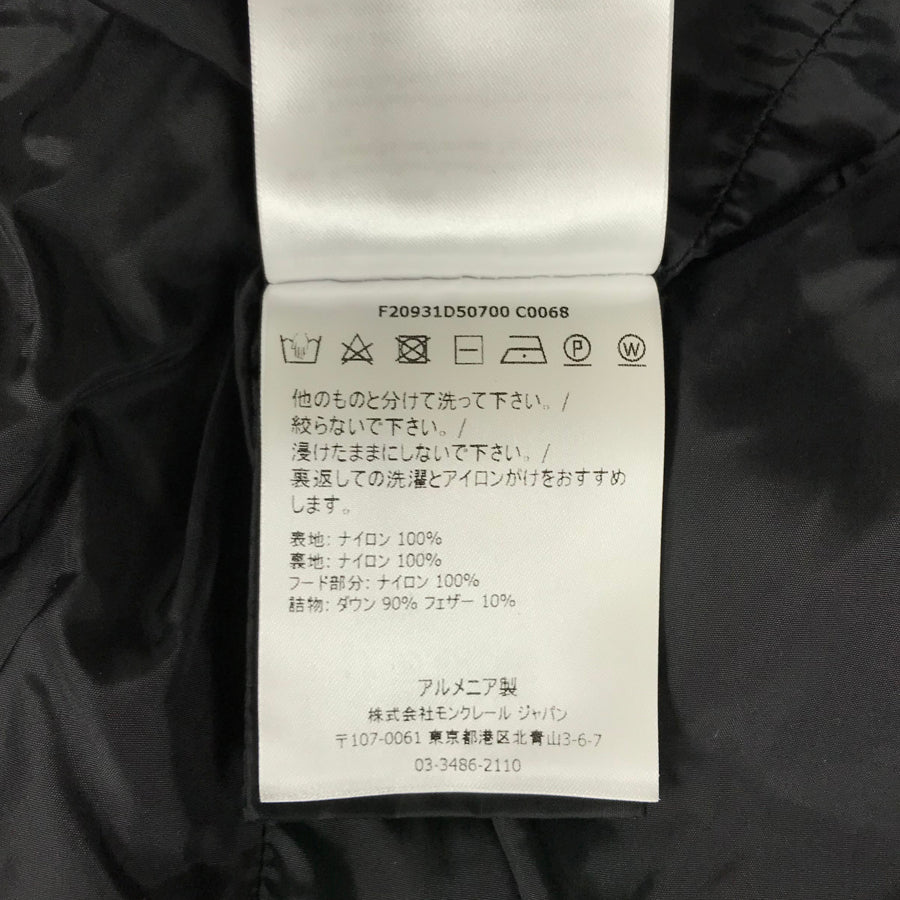 F20931D50700 C0068
P
W
他のものと分けて洗って下さい。/
絞らないで下さい。/
浸けたままにしないで下さい。/
裏返しての洗濯とアイロンがけをおすすめ
します。
表地: ナイロン 100%
裏地: ナイロン 100%
フード部分: ナイロン 100%
詰物: ダウン 90% フェザー 10%
アルメニア製
株式会社モンクレール ジャパン
〒107-0061 東京都港区北青山3-6-7
03-3486-2110